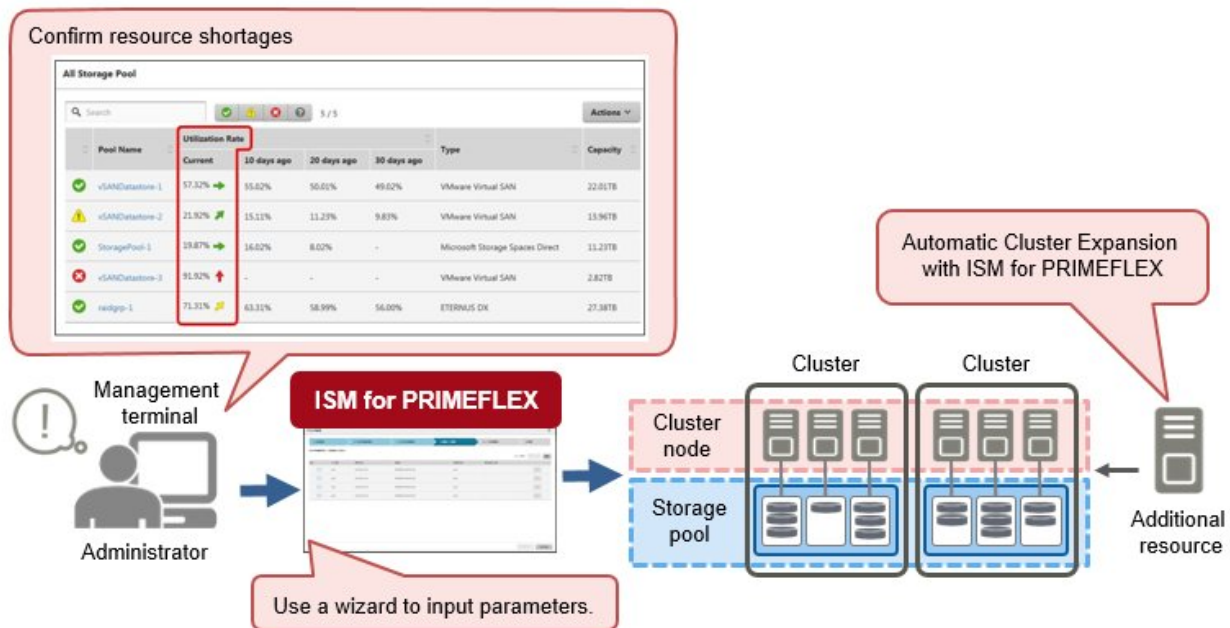 Confirm resource shortages
All Storage Pool
Search
5 / 5
Actions
Pool Name
Utilization Rate
Type
Capacity
Current
10 days ago
20 days ago
30 days ago
vSANDatastore-1 57.32% 55.02% 50.01% 49.02% VMware Virtual SAN 22.01TB
vSANDatastore-2 21.92% 15.11% 11.23% 9.83% VMware Virtual SAN 13.96TB
StoragePool-1 19.87% 16.02% 8.02% - Microsoft Storage Spaces Direct 11.23TB
vSANDatastore-3 91.92% - - - VMware Virtual SAN 2.82TB
raidgrp-1 71.31% 63.31% 58.99% 56.00% ETERNUS DX 27.38TB
Automatic Cluster Expansion
with ISM for PRIMEFLEX
Management
terminal
Administrator
ISM for PRIMEFLEX
Use a wizard to input parameters.
Cluster
Cluster
Cluster
node
Storage
pool
Additional
resource